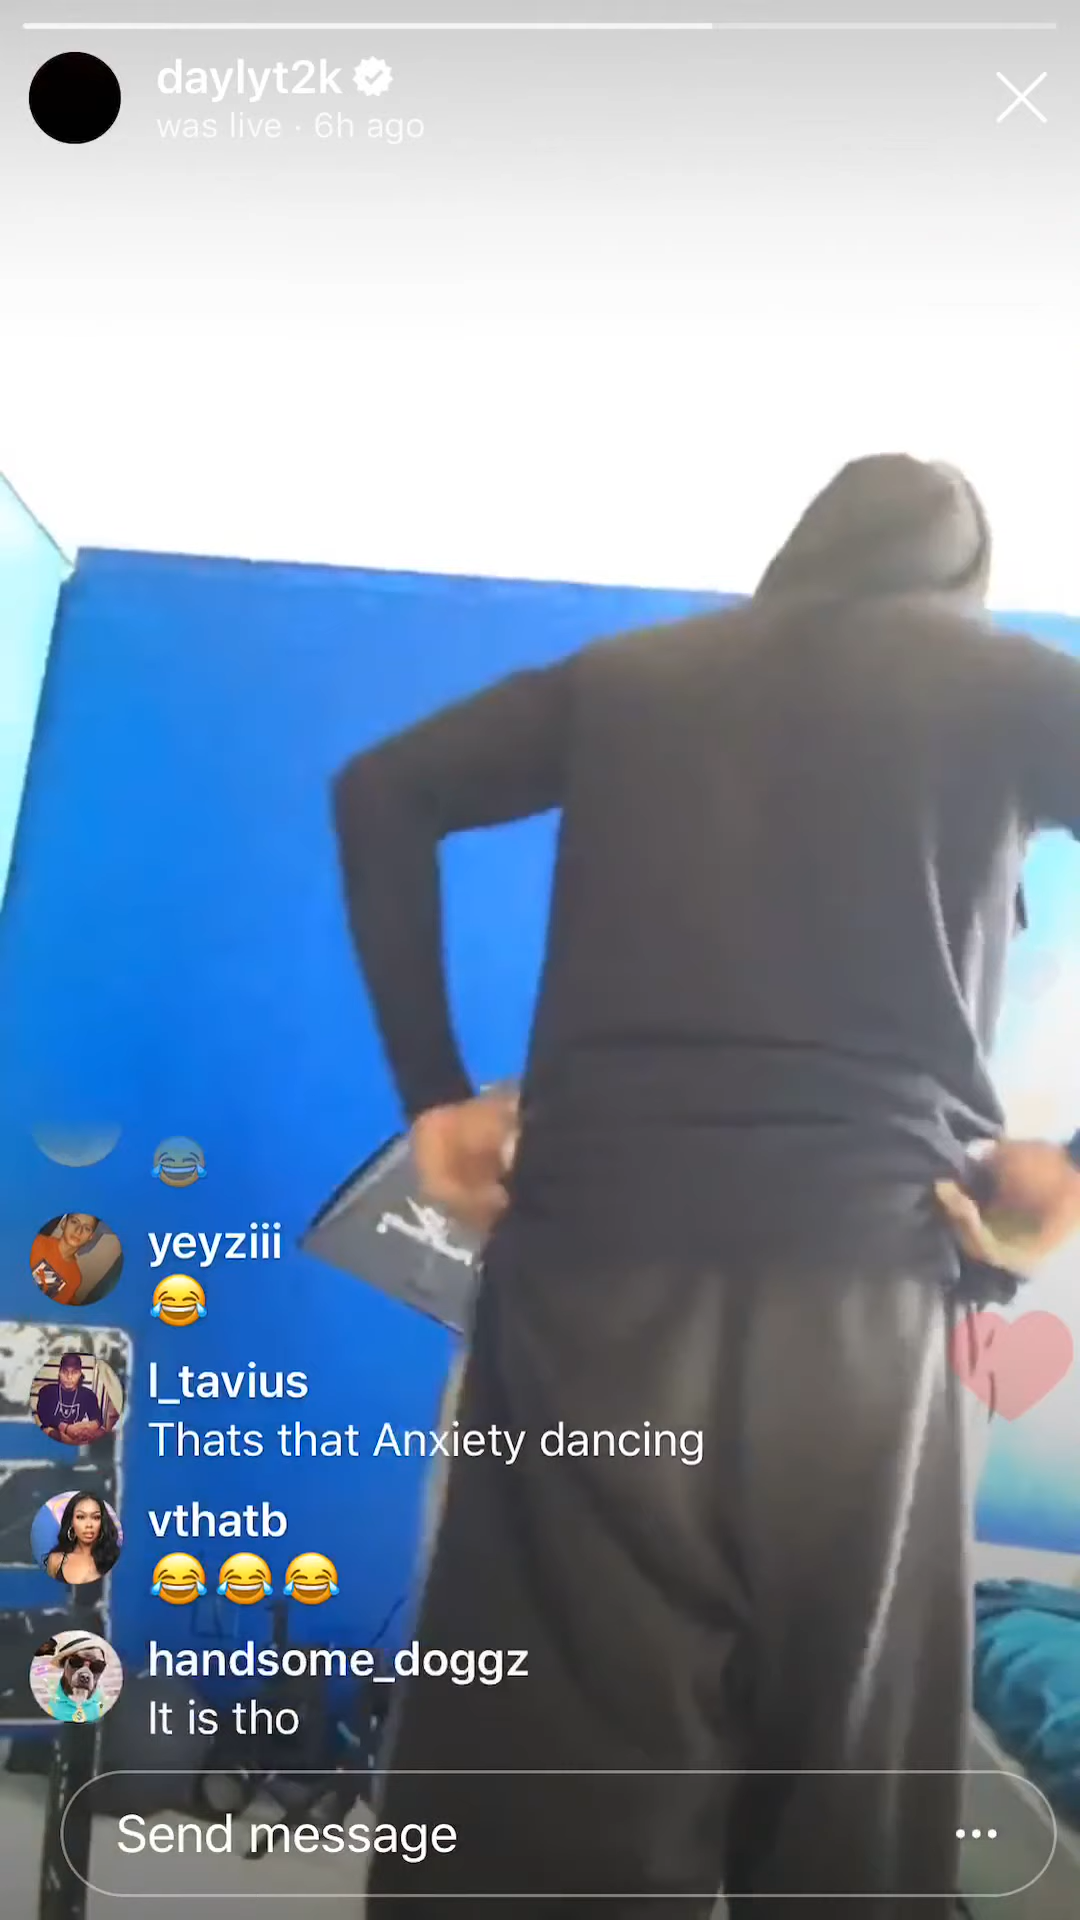 daylyt2k
was live · 6h ago
😂
yeyziii
😂
l_tavius
Thats that Anxiety dancing
vthatb
😂😂😂
handsome_doggz
It is tho
Send message